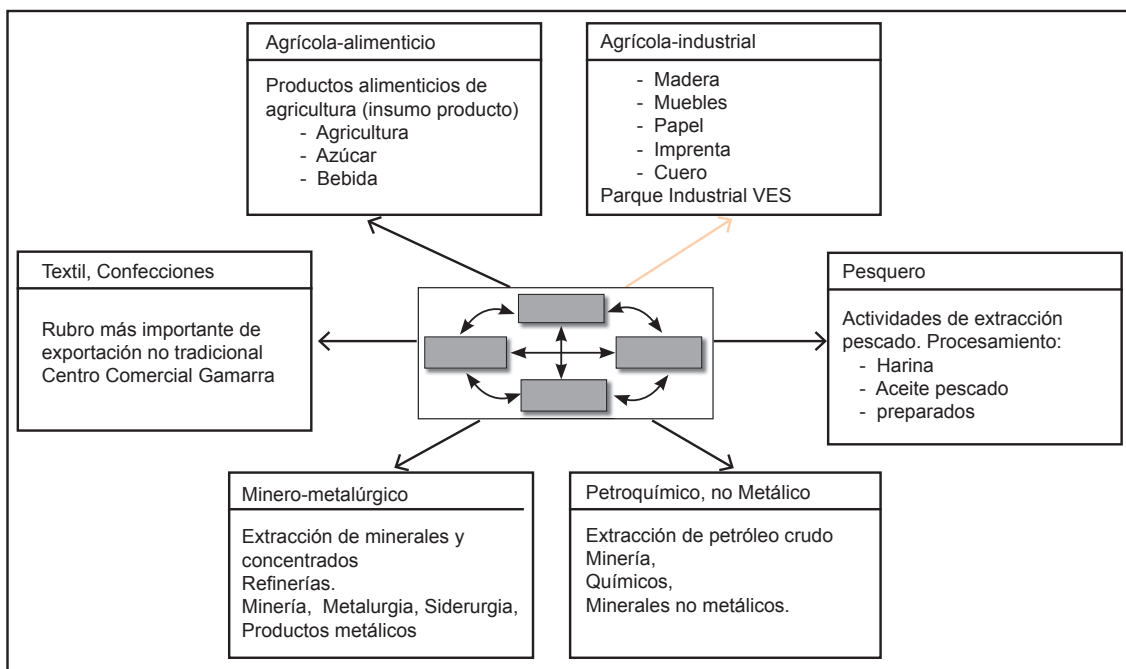 Agrícola-alimenticio
Productos alimenticios de
agricultura (insumo producto)
- Agricultura
- Azúcar
- Bebida
Agrícola-industrial
- Madera
- Muebles
- Papel
- Imprenta
- Cuero
Parque Industrial VES
Textil, Confecciones
Rubro más importante de
exportación no tradicional
Centro Comercial Gamarra
Pesquero
Actividades de extracción
pescado. Procesamiento:
- Harina
- Aceite pescado
- preparados
Minero-metalúrgico
Extracción de minerales y
concentrados
Refinerías.
Minería, Metalurgia, Siderurgia,
Productos metálicos
Petroquímico, no Metálico
Extracción de petróleo crudo
Minería,
Químicos,
Minerales no metálicos.